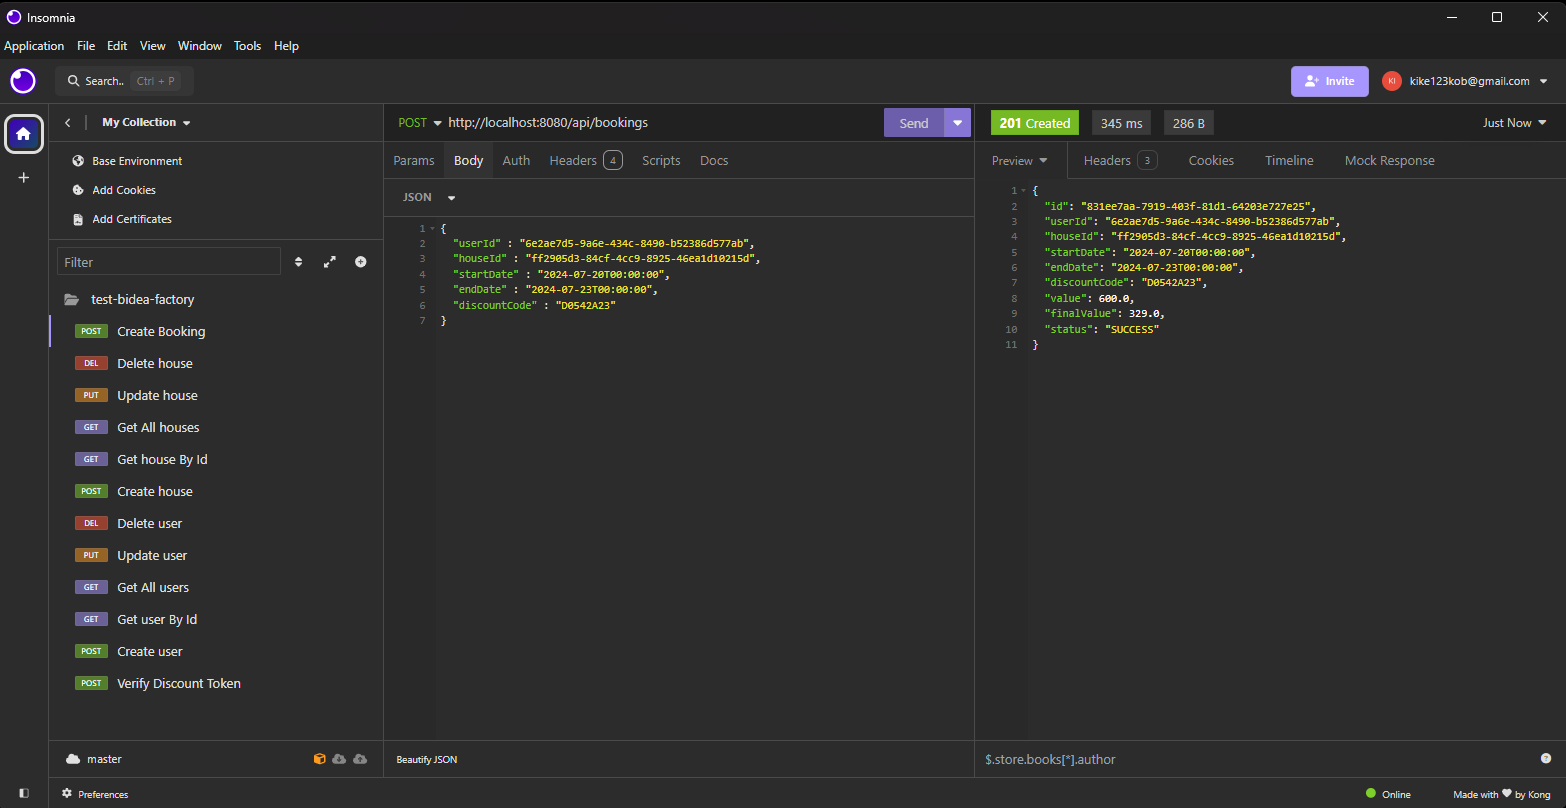 Insomnia
Application File Edit View Window Tools Help
Search.. Ctrl + P
Invite
KI
kike123kob@gmail.com
My Collection
Base Environment
Add Cookies
Add Certificates
Filter
test-bidea-factory
POST Create Booking
DEL Delete house
PUT Update house
GET Get All houses
GET Get house By Id
POST Create house
DEL Delete user
PUT Update user
GET Get All users
GET Get user By Id
POST Create user
POST Verify Discount Token
master
POST http://localhost:8080/api/bookings
Send
Params Body Auth Headers 4 Scripts Docs
JSON
1 {
2 "userId" : "6e2ae7d5-9a6e-434c-8490-b52386d577ab",
3 "houseId" : "ff2905d3-84cf-4cc9-8925-46ea1d10215d",
4 "startDate" : "2024-07-20T00:00:00",
5 "endDate" : "2024-07-23T00:00:00",
6 "discountCode" : "D0542A23"
7 }
Beautify JSON
201 Created 345 ms 286 B Just Now
Preview Headers 3 Cookies Timeline Mock Response
1 {
2 "id": "831ee7aa-7919-403f-81d1-64203e727e25",
3 "userId": "6e2ae7d5-9a6e-434c-8490-b52386d577ab",
4 "houseId": "ff2905d3-84cf-4cc9-8925-46ea1d10215d",
5 "startDate": "2024-07-20T00:00:00",
6 "endDate": "2024-07-23T00:00:00",
7 "discountCode": "D0542A23",
8 "value": 600.0,
9 "finalValue": 329.0,
10 "status": "SUCCESS"
11 }
$.store.books[*].author
?
Preferences
Online
Made with ♥ by Kong